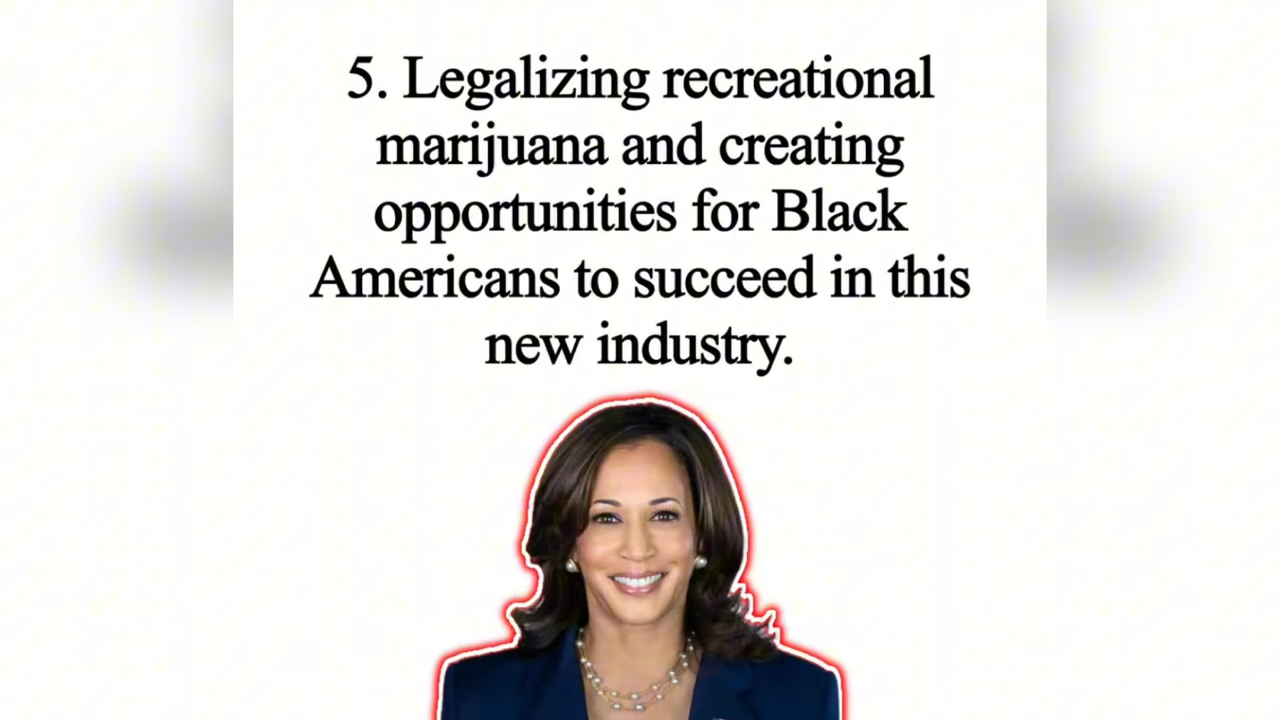 5. Legalizing recreational
marijuana and creating
opportunities for Black
Americans to succeed in this
new industry.